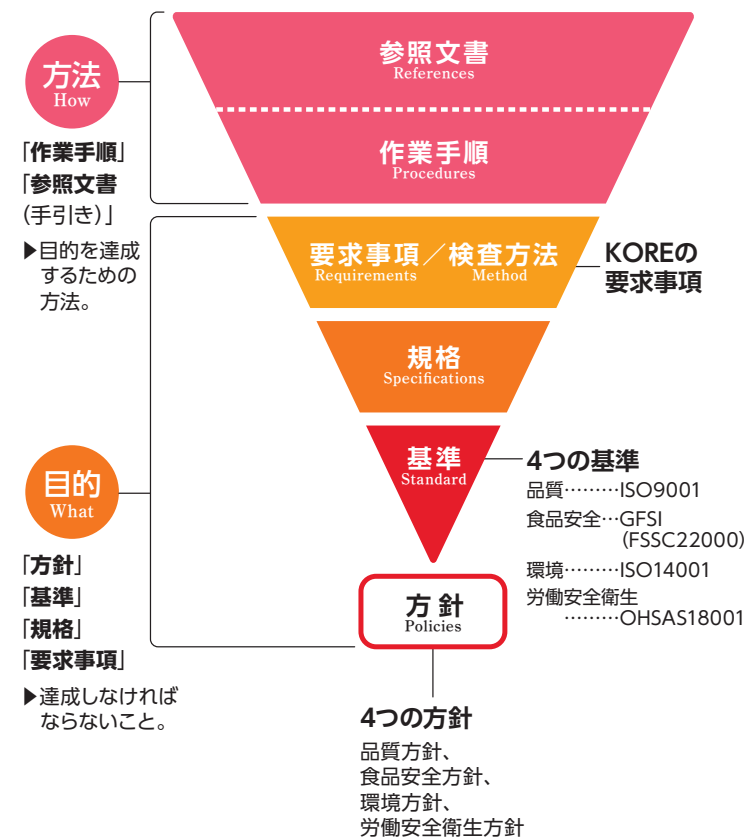 方法
How
「作業手順」
「参照文書
(手引き)」
▶目的を達成
するための
方法。
参照文書
References
作業手順
Procedures
要求事項/検査方法
Requirements Method
KOREの
要求事項
規格
Specifications
基準
Standard
4つの基準
品質………ISO9001
食品安全…GFSI
(FSSC22000)
環境………ISO14001
労働安全衛生
………OHSAS18001
目的
What
「方針」
「基準」
「規格」
「要求事項」
▶達成しなければ
ならないこと。
方針
Policies
4つの方針
品質方針、
食品安全方針、
環境方針、
労働安全衛生方針